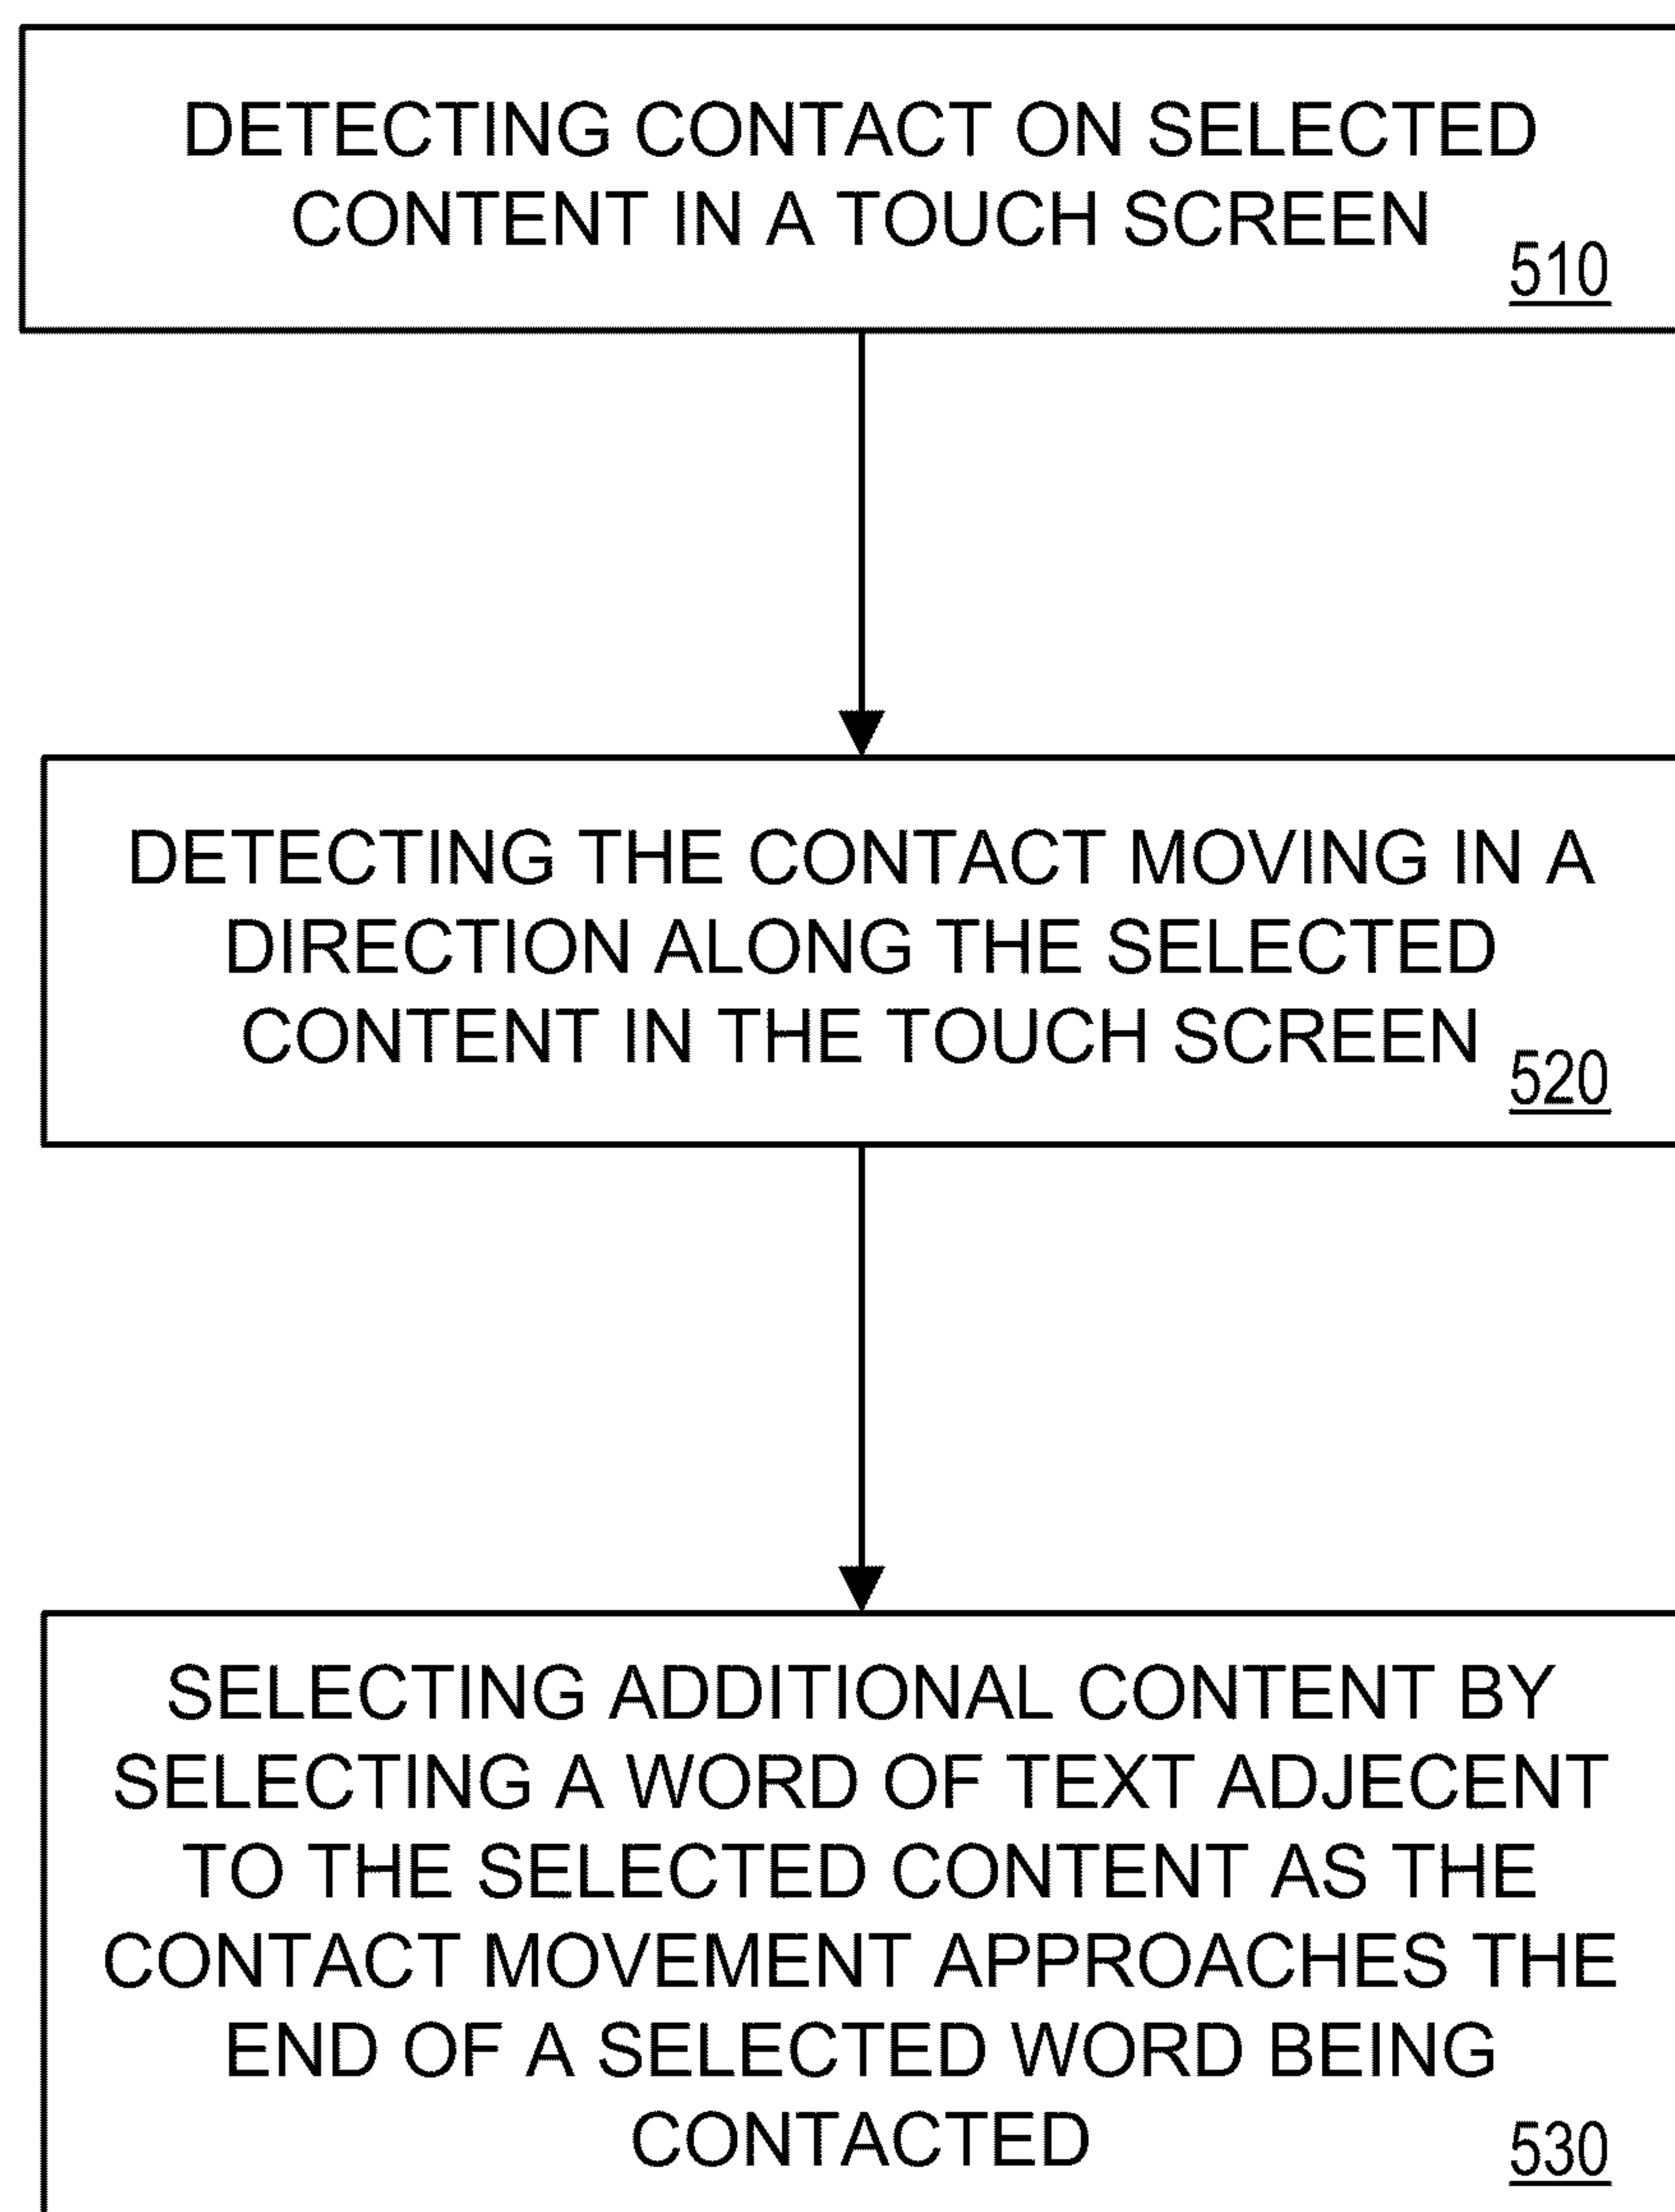 DETECTING CONTACT ON SELECTED
CONTENT IN A TOUCH SCREEN
510
DETECTING THE CONTACT MOVING IN A
DIRECTION ALONG THE SELECTED
CONTENT IN THE TOUCH SCREEN
520
SELECTING ADDITIONAL CONTENT BY
SELECTING A WORD OF TEXT ADJECENT
TO THE SELECTED CONTENT AS THE
CONTACT MOVEMENT APPROACHES THE
END OF A SELECTED WORD BEING
CONTACTED
530